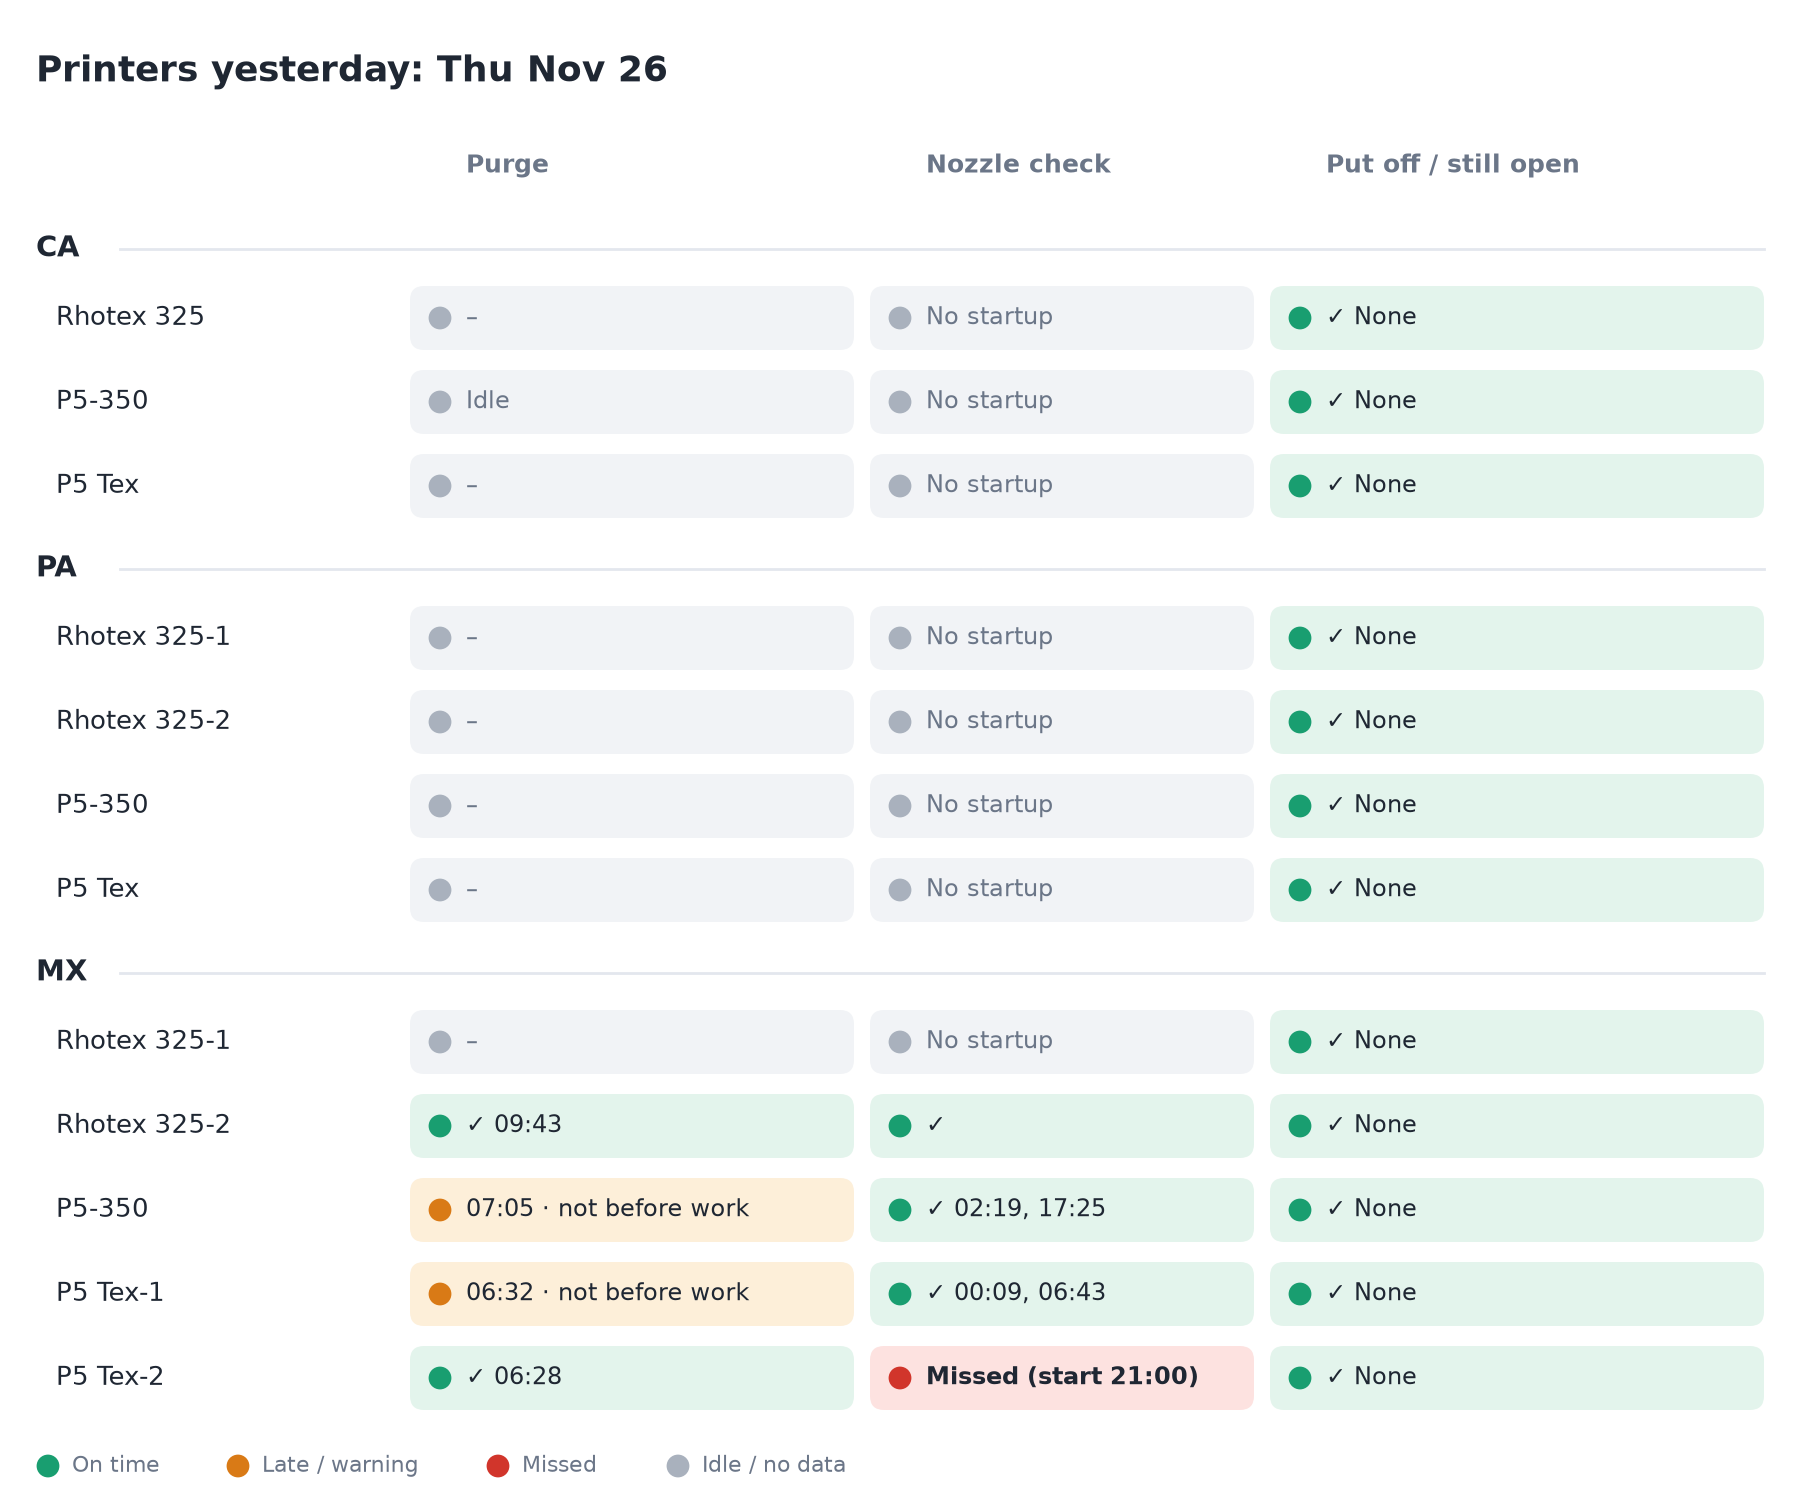 Printers yesterday: Thu Nov 26
Purge Nozzle check Put off / still open
CA
Rhotex 325 – No startup ✓ None
P5-350 Idle No startup ✓ None
P5 Tex – No startup ✓ None
PA
Rhotex 325-1 – No startup ✓ None
Rhotex 325-2 – No startup ✓ None
P5-350 – No startup ✓ None
P5 Tex – No startup ✓ None
MX
Rhotex 325-1 – No startup ✓ None
Rhotex 325-2 ✓ 09:43 ✓ ✓ None
P5-350 07:05 · not before work ✓ 02:19, 17:25 ✓ None
P5 Tex-1 06:32 · not before work ✓ 00:09, 06:43 ✓ None
P5 Tex-2 ✓ 06:28 Missed (start 21:00) ✓ None
On time Late / warning Missed Idle / no data